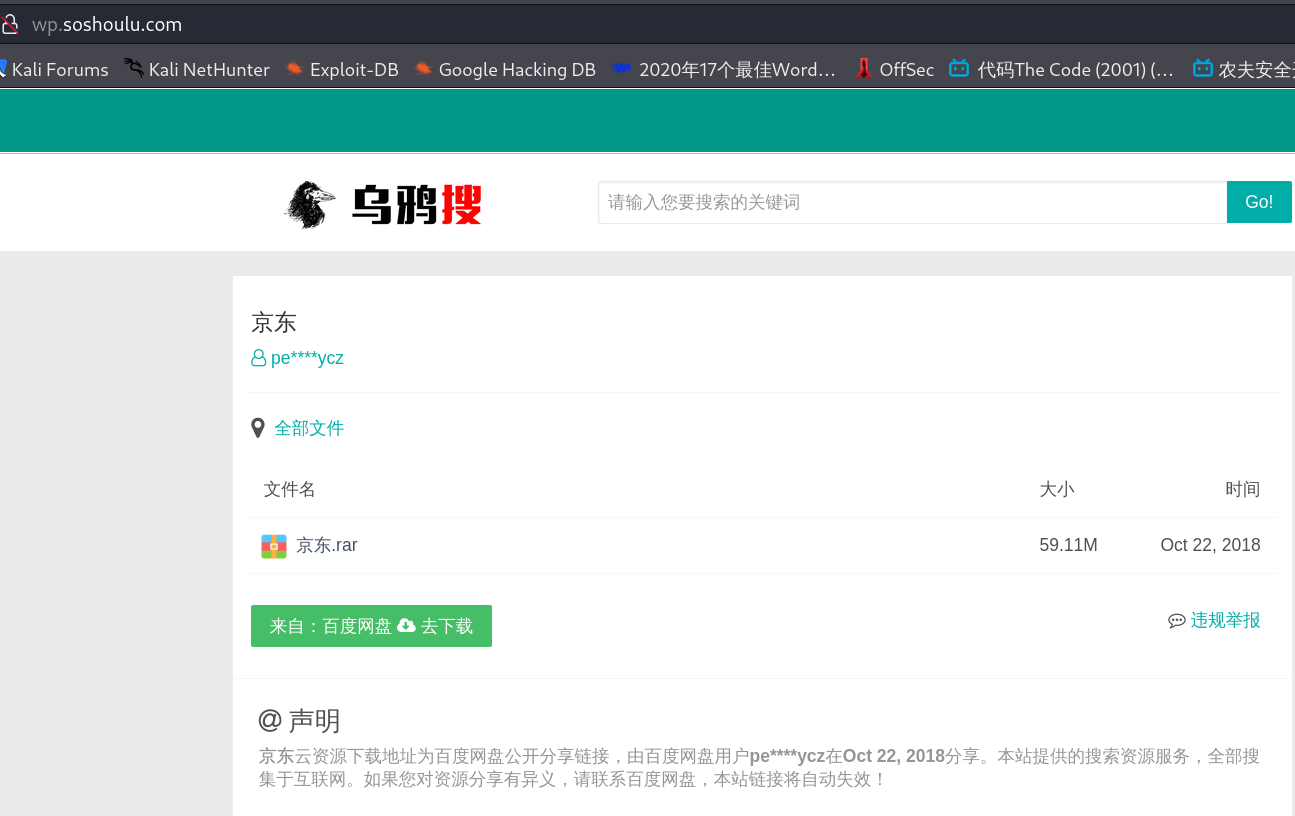 wp.soshoulu.com
Kali Forums Kali NetHunter Exploit-DB Google Hacking DB 2020年17个最佳Word… OffSec 代码The Code (2001) (… 农夫安全
乌鸦搜 请输入您要搜索的关键词 Go!
京东
pe****ycz
全部文件
文件名 大小 时间
京东.rar 59.11M Oct 22, 2018
来自：百度网盘 去下载 违规举报
@ 声明
京东云资源下载地址为百度网盘公开分享链接，由百度网盘用户pe****ycz在Oct 22, 2018分享。本站提供的搜索资源服务，全部搜
集于互联网。如果您对资源分享有异义，请联系百度网盘，本站链接将自动失效！